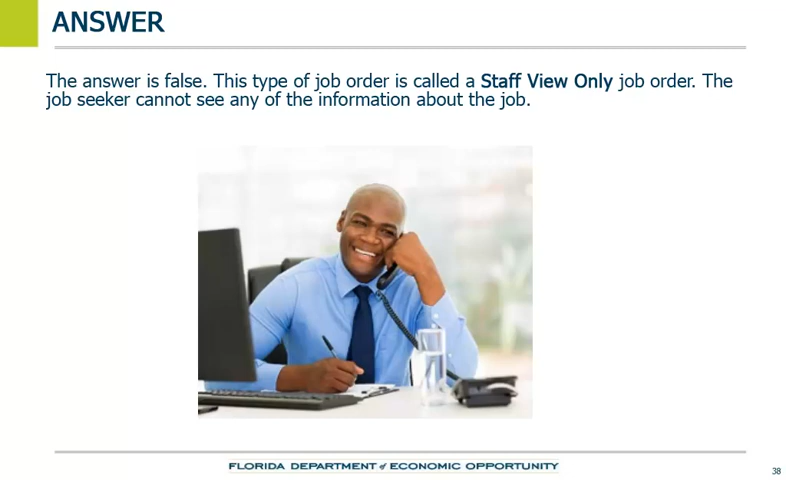 ANSWER
The answer is false. This type of job order is called a Staff View Only job order. The
job seeker cannot see any of the information about the job.
FLORIDA DEPARTMENT of ECONOMIC OPPORTUNITY
38